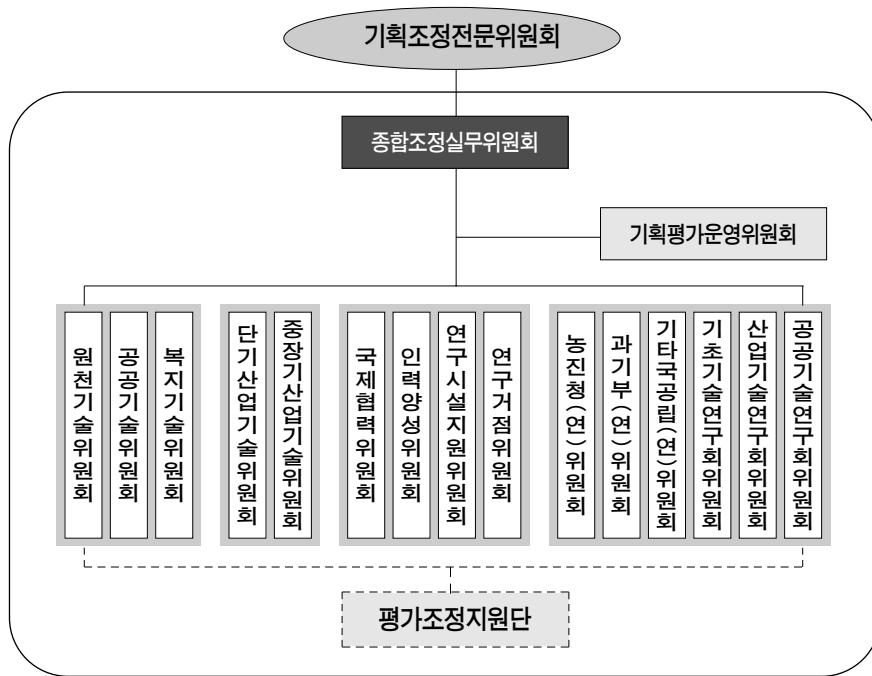 기획조정전문위원회
종합조정실무위원회
기획평가운영위원회
원천기술위원회
공공기술위원회
복지기술위원회
단기산업기술위원회
중장기산업기술위원회
국제협력위원회
인력양성위원회
연구시설지원위원회
연구거점위원회
농진청(연)위원회
과기부(연)위원회
기타국공립(연)위원회
기초기술연구회위원회
산업기술연구회위원회
공공기술연구회위원회
평가조정지원단